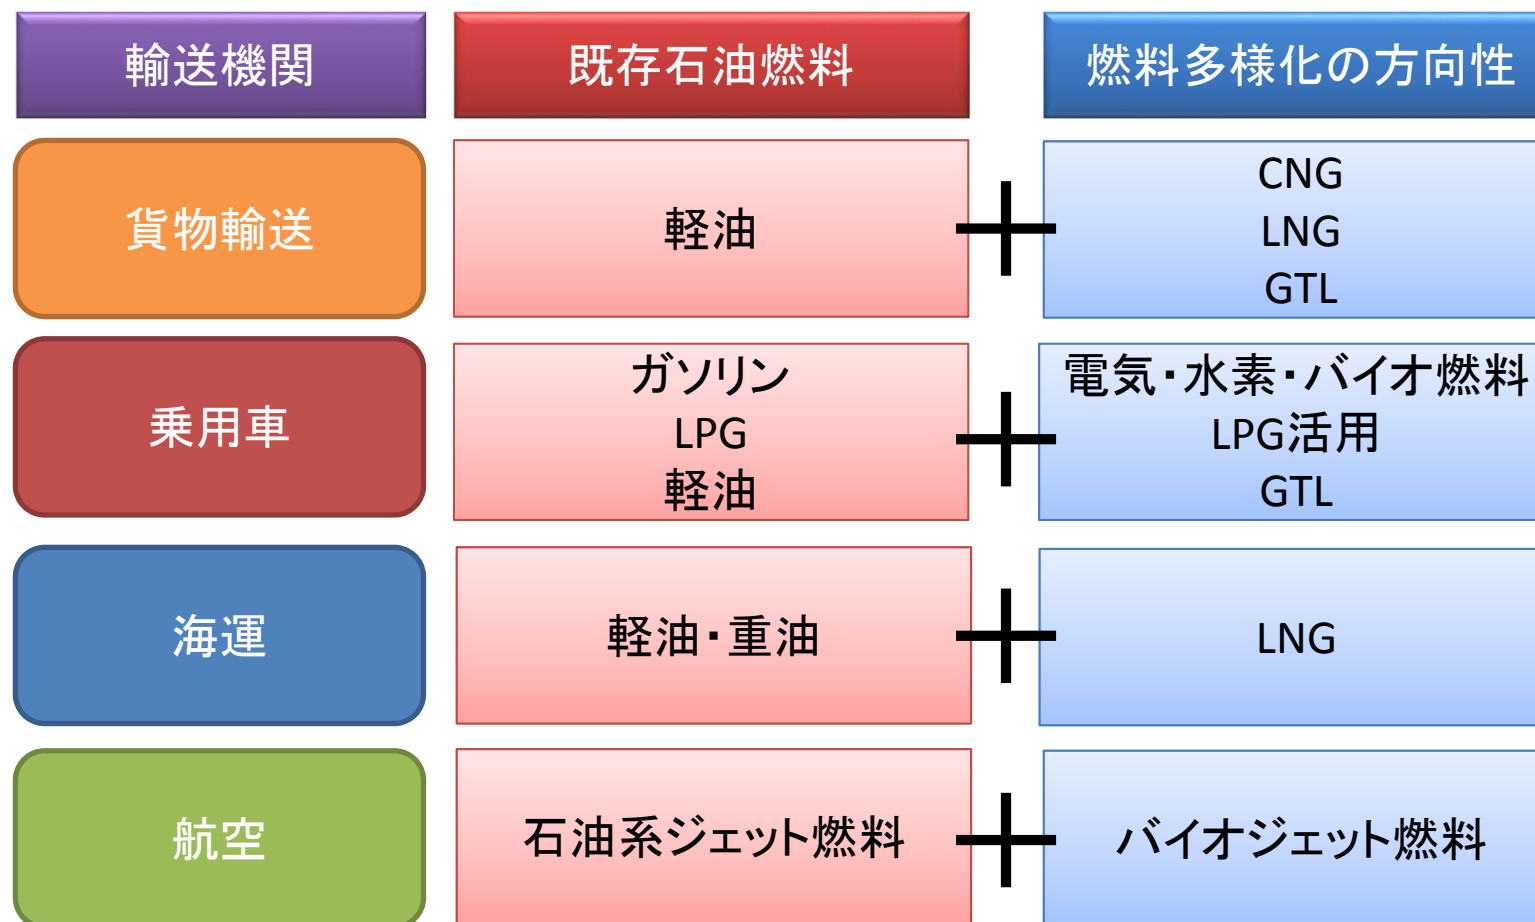 輸送機関
既存石油燃料
燃料多様化の方向性
貨物輸送
軽油
CNG
LNG
GTL
乗用車
ガソリン
LPG
軽油
電気・水素・バイオ燃料
LPG活用
GTL
海運
軽油・重油
LNG
航空
石油系ジェット燃料
バイオジェット燃料